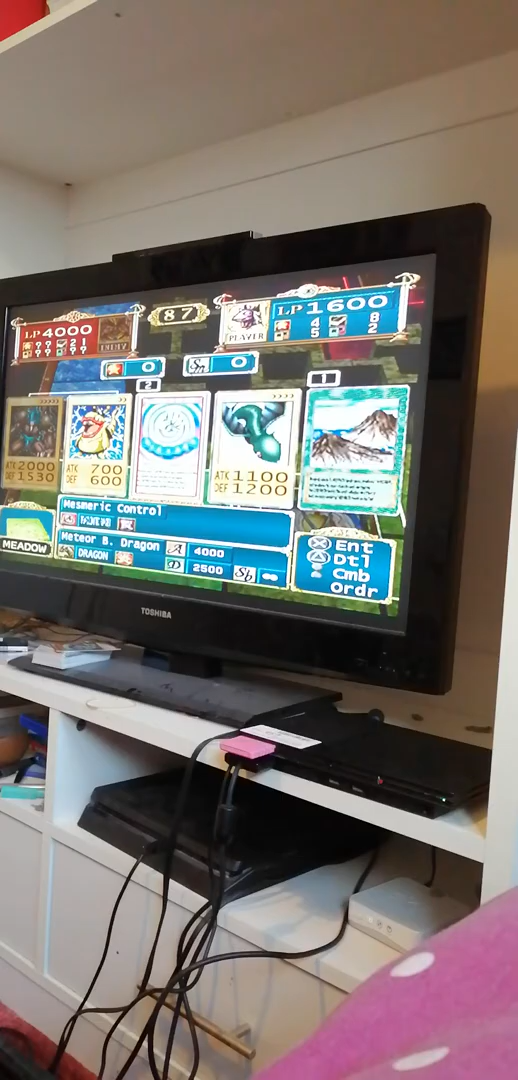 LP4000
87
LP1600
4 8
5 2
ENEMY
PLAYER
0
0
2
1
ATK 2000
DEF 1530
ATK 700
DEF 600
ATK 1100
DEF 1200
Mesmeric Control
Meteor B. Dragon A 4000
DRAGON D 2500
MEADOW
Ent
Dtl
Cmb
Ordr
TOSHIBA